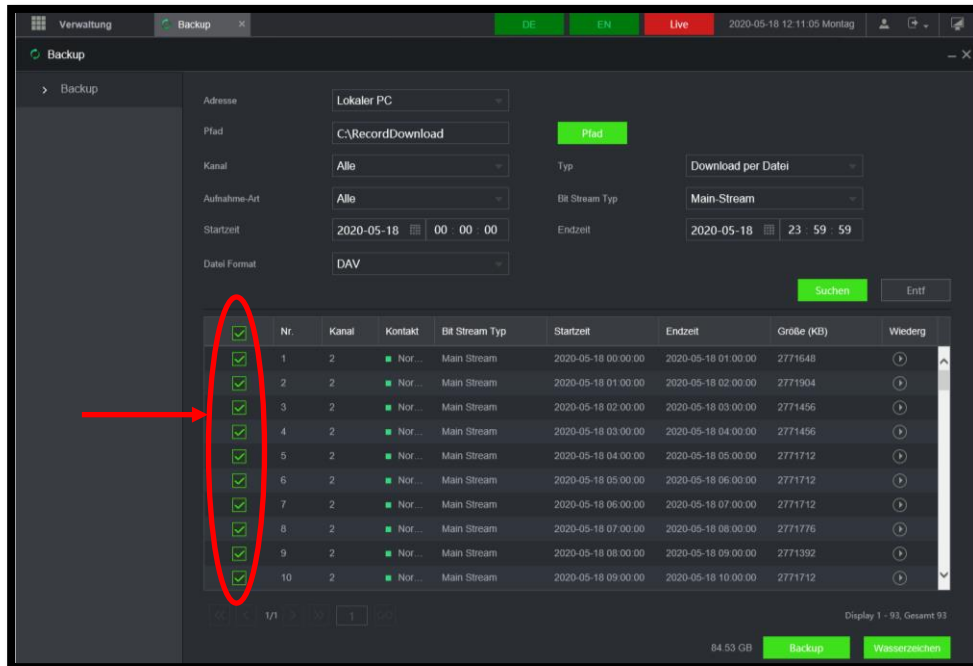 Verwaltung Backup × DE EN Live 2020-05-18 12:11:05 Montag
Backup
> Backup
Adresse Lokaler PC
Pfad C:\RecordDownload Pfad
Kanal Alle Typ Download per Datei
Aufnahme-Art Alle Bit Stream Typ Main-Stream
Startzeit 2020-05-18 00 : 00 : 00 Endzeit 2020-05-18 23 : 59 : 59
Datei Format DAV
Suchen Entf
Nr. Kanal Kontakt Bit Stream Typ Startzeit Endzeit Größe (KB) Wiederg
1 2 Nor... Main Stream 2020-05-18 00:00:00 2020-05-18 01:00:00 2771648
2 2 Nor... Main Stream 2020-05-18 01:00:00 2020-05-18 02:00:00 2771904
3 2 Nor... Main Stream 2020-05-18 02:00:00 2020-05-18 03:00:00 2771456
4 2 Nor... Main Stream 2020-05-18 03:00:00 2020-05-18 04:00:00 2771456
5 2 Nor... Main Stream 2020-05-18 04:00:00 2020-05-18 05:00:00 2771712
6 2 Nor... Main Stream 2020-05-18 05:00:00 2020-05-18 06:00:00 2771712
7 2 Nor... Main Stream 2020-05-18 06:00:00 2020-05-18 07:00:00 2771712
8 2 Nor... Main Stream 2020-05-18 07:00:00 2020-05-18 08:00:00 2771776
9 2 Nor... Main Stream 2020-05-18 08:00:00 2020-05-18 09:00:00 2771392
10 2 Nor... Main Stream 2020-05-18 09:00:00 2020-05-18 10:00:00 2771712
<< < 1/1 > >> 1 Display 1 - 93, Gesamt 93
84.53 GB Backup Wasserzeichen